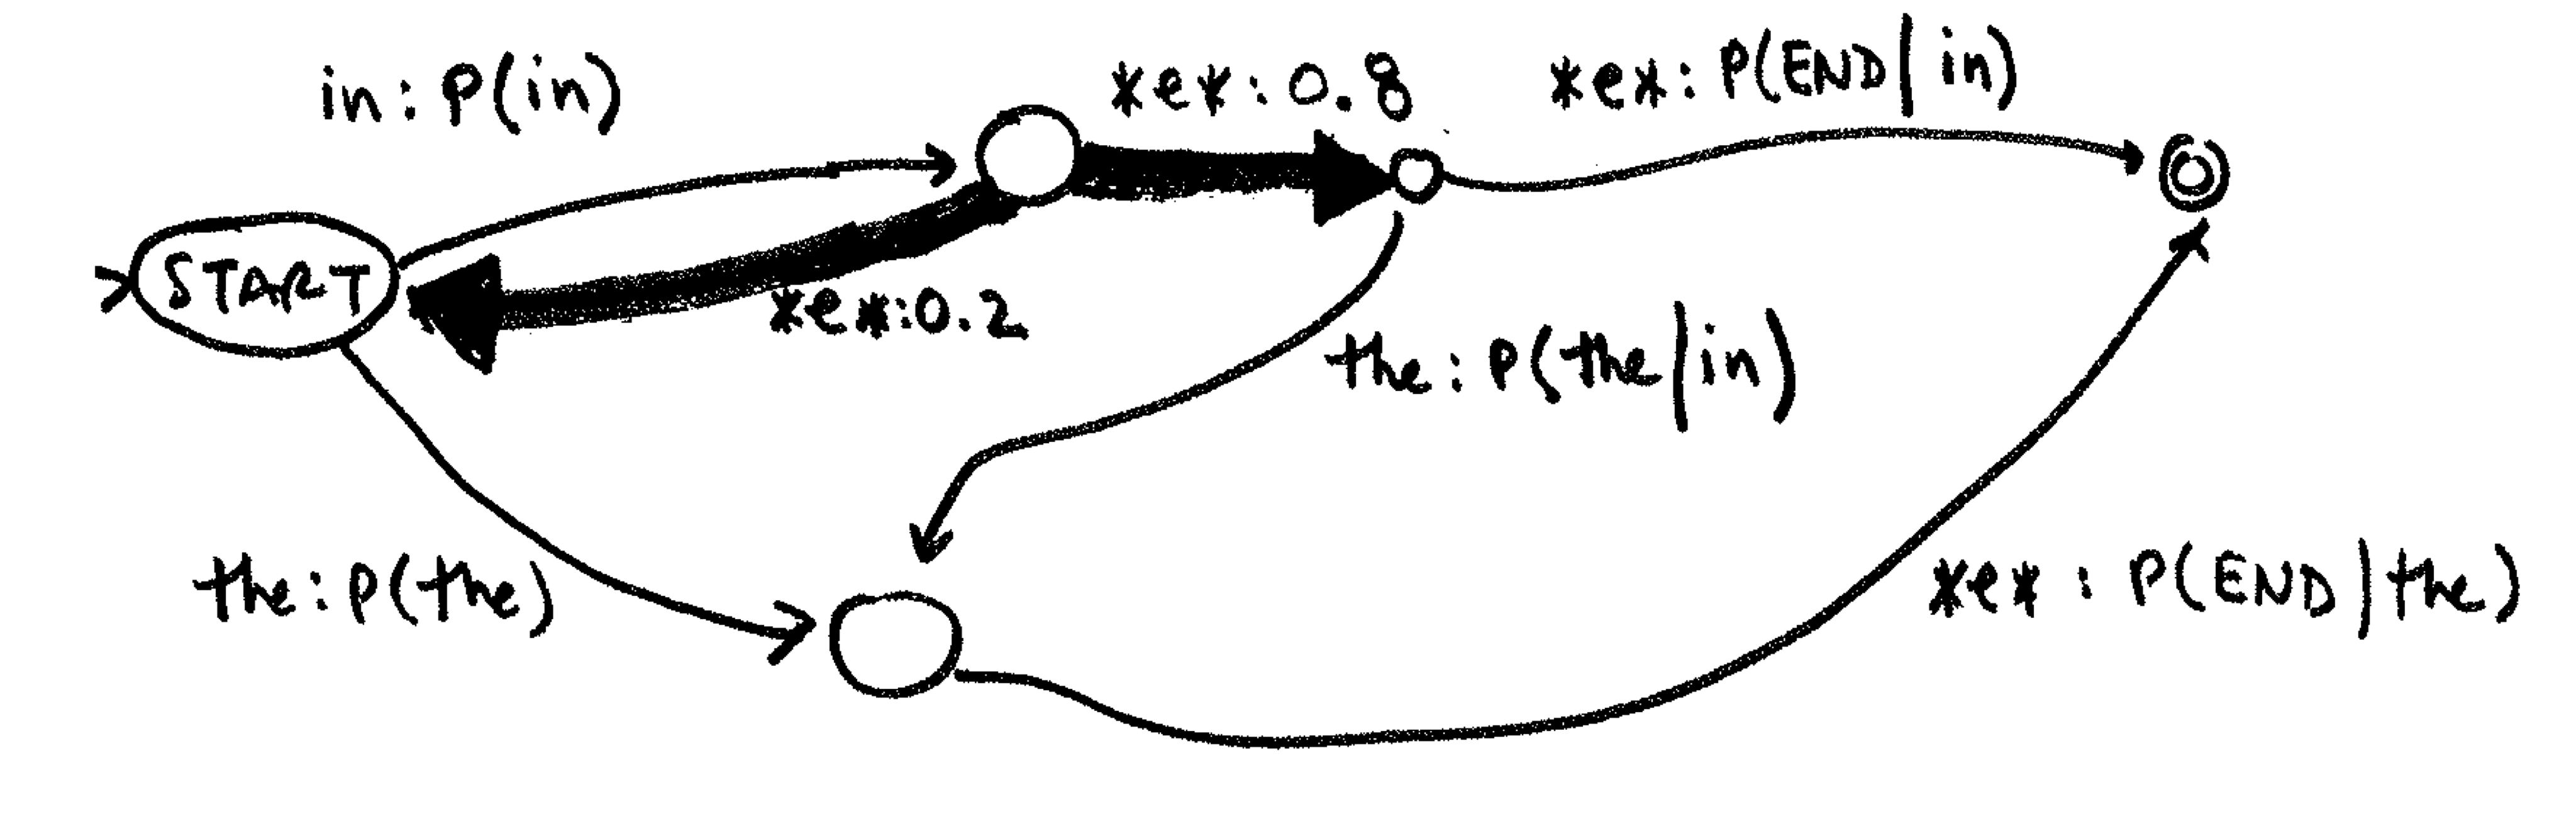 in: P(in)
*e*: 0.8
*e*: P(END | in)
START
*e*:0.2
the: P(the | in)
the: P(the)
*e* : P(END | the)